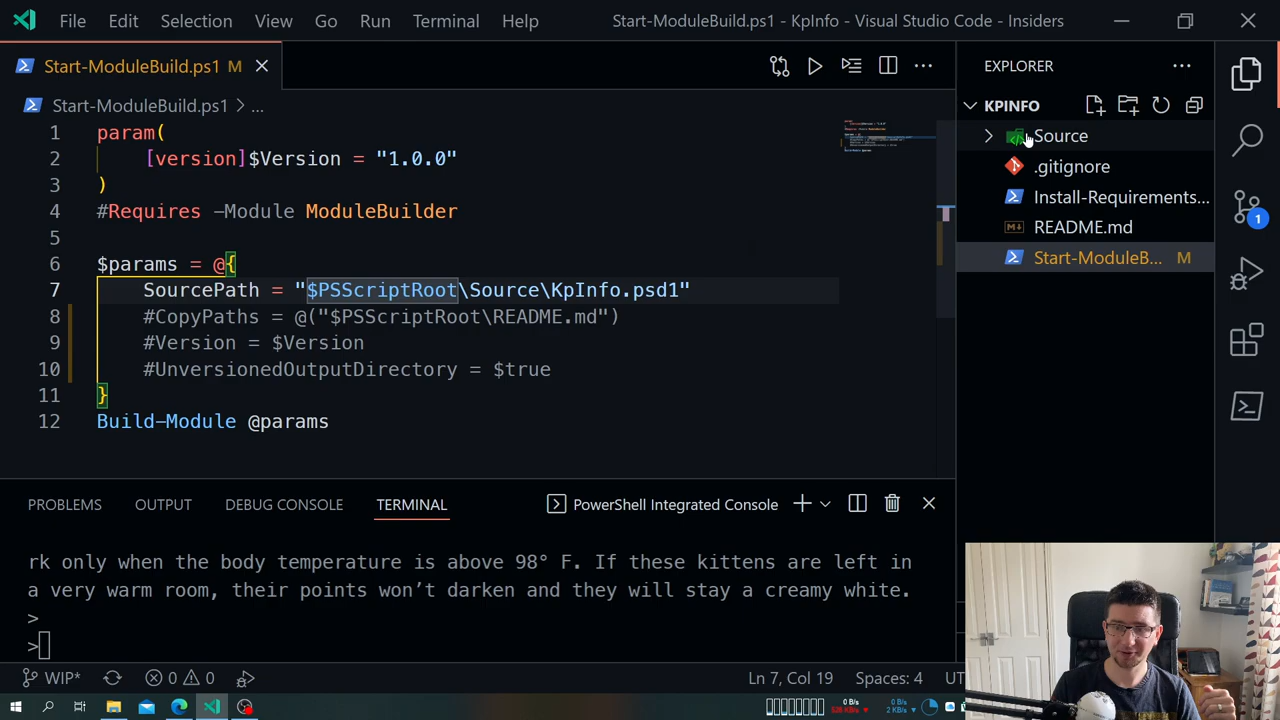 File Edit Selection View Go Run Terminal Help Start-ModuleBuild.ps1 - KpInfo - Visual Studio Code - Insiders
Start-ModuleBuild.ps1 M
EXPLORER
Start-ModuleBuild.ps1 > ...
KPINFO
Source
.gitignore
Install-Requirements...
README.md
Start-ModuleB... M
1 param(
2 [version]$Version = "1.0.0"
3 )
4 #Requires -Module ModuleBuilder
5
6 $params = @{
7 SourcePath = "$PSScriptRoot\Source\KpInfo.psd1"
8 #CopyPaths = @("$PSScriptRoot\README.md")
9 #Version = $Version
10 #UnversionedOutputDirectory = $true
11 }
12 Build-Module @params
1
PROBLEMS OUTPUT DEBUG CONSOLE TERMINAL PowerShell Integrated Console
rk only when the body temperature is above 98° F. If these kittens are left in
a very warm room, their points won’t darken and they will stay a creamy white.
>
>
WIP* 0 0 Ln 7, Col 19 Spaces: 4 UT
0 B/s 0 B/s